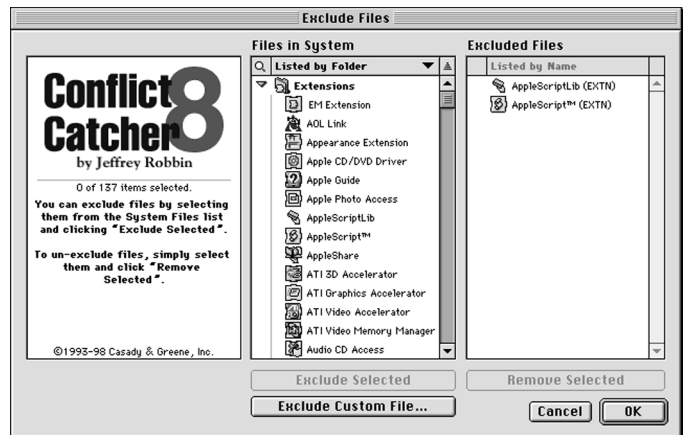 Exclude Files
Conflict
Catcher 8
by Jeffrey Robbin
0 of 137 items selected.
You can exclude files by selecting
them from the System Files list
and clicking “Exclude Selected”.
To un-exclude files, simply select
them and click “Remove
Selected”.
©1993-98 Casady & Greene, Inc.
Files in System
Listed by Folder
Extensions
EM Extension
AOL Link
Appearance Extension
Apple CD/DVD Driver
Apple Guide
Apple Photo Access
AppleScriptLib
AppleScript™
AppleShare
ATI 3D Accelerator
ATI Graphics Accelerator
ATI Video Accelerator
ATI Video Memory Manager
Audio CD Access
Exclude Selected
Exclude Custom File...
Excluded Files
Listed by Name
AppleScriptLib (EXTN)
AppleScript™ (EXTN)
Remove Selected
Cancel
OK